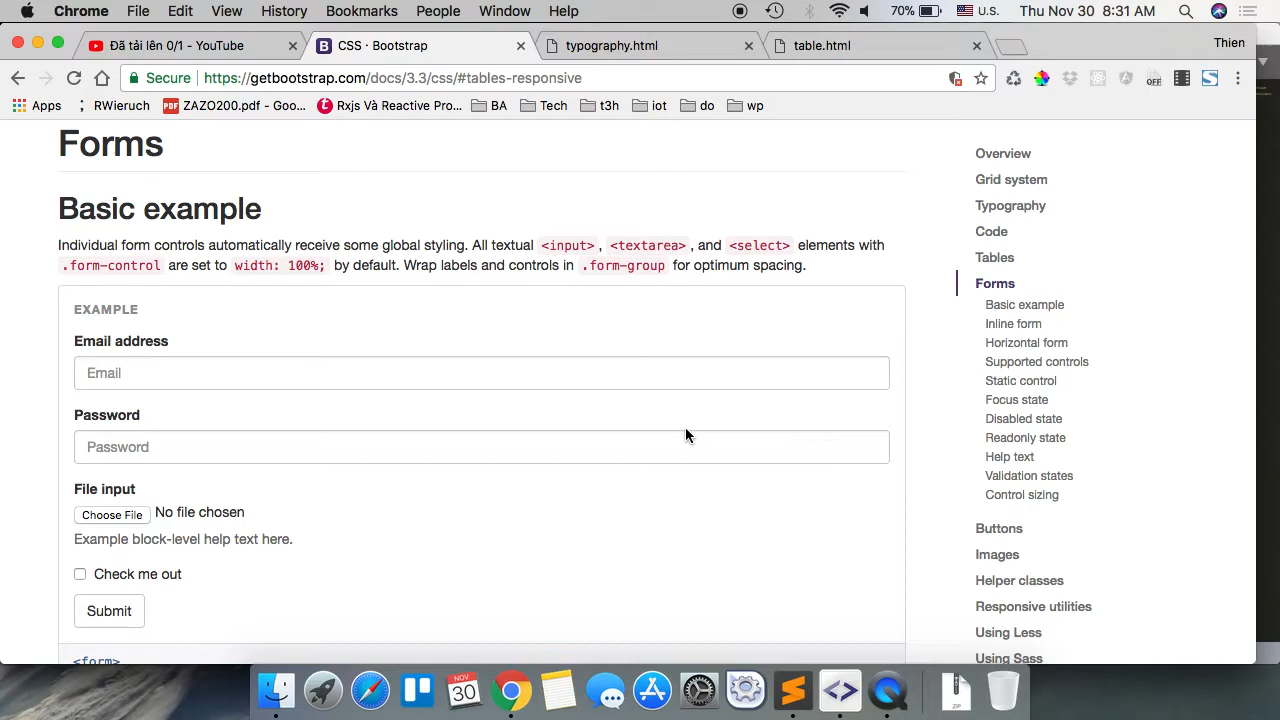 Chrome File Edit View History Bookmarks People Window Help 70% U.S. Thu Nov 30 8:31 AM
Đã tải lên 0/1 - YouTube CSS · Bootstrap typography.html table.html Thien
Secure https://getbootstrap.com/docs/3.3/css/#tables-responsive OFF
Apps RWieruch PDF ZAZO200.pdf - Goo... Rxjs Và Reactive Pro... BA Tech t3h iot do wp
Forms
Basic example
Individual form controls automatically receive some global styling. All textual <input>, <textarea>, and <select> elements with
.form-control are set to width: 100%; by default. Wrap labels and controls in .form-group for optimum spacing.
EXAMPLE
Email address
Email
Password
Password
File input
Choose File No file chosen
Example block-level help text here.
Check me out
Submit
<form>
Overview
Grid system
Typography
Code
Tables
Forms
Basic example
Inline form
Horizontal form
Supported controls
Static control
Focus state
Disabled state
Readonly state
Help text
Validation states
Control sizing
Buttons
Images
Helper classes
Responsive utilities
Using Less
Using Sass
NOV
30
ZIP